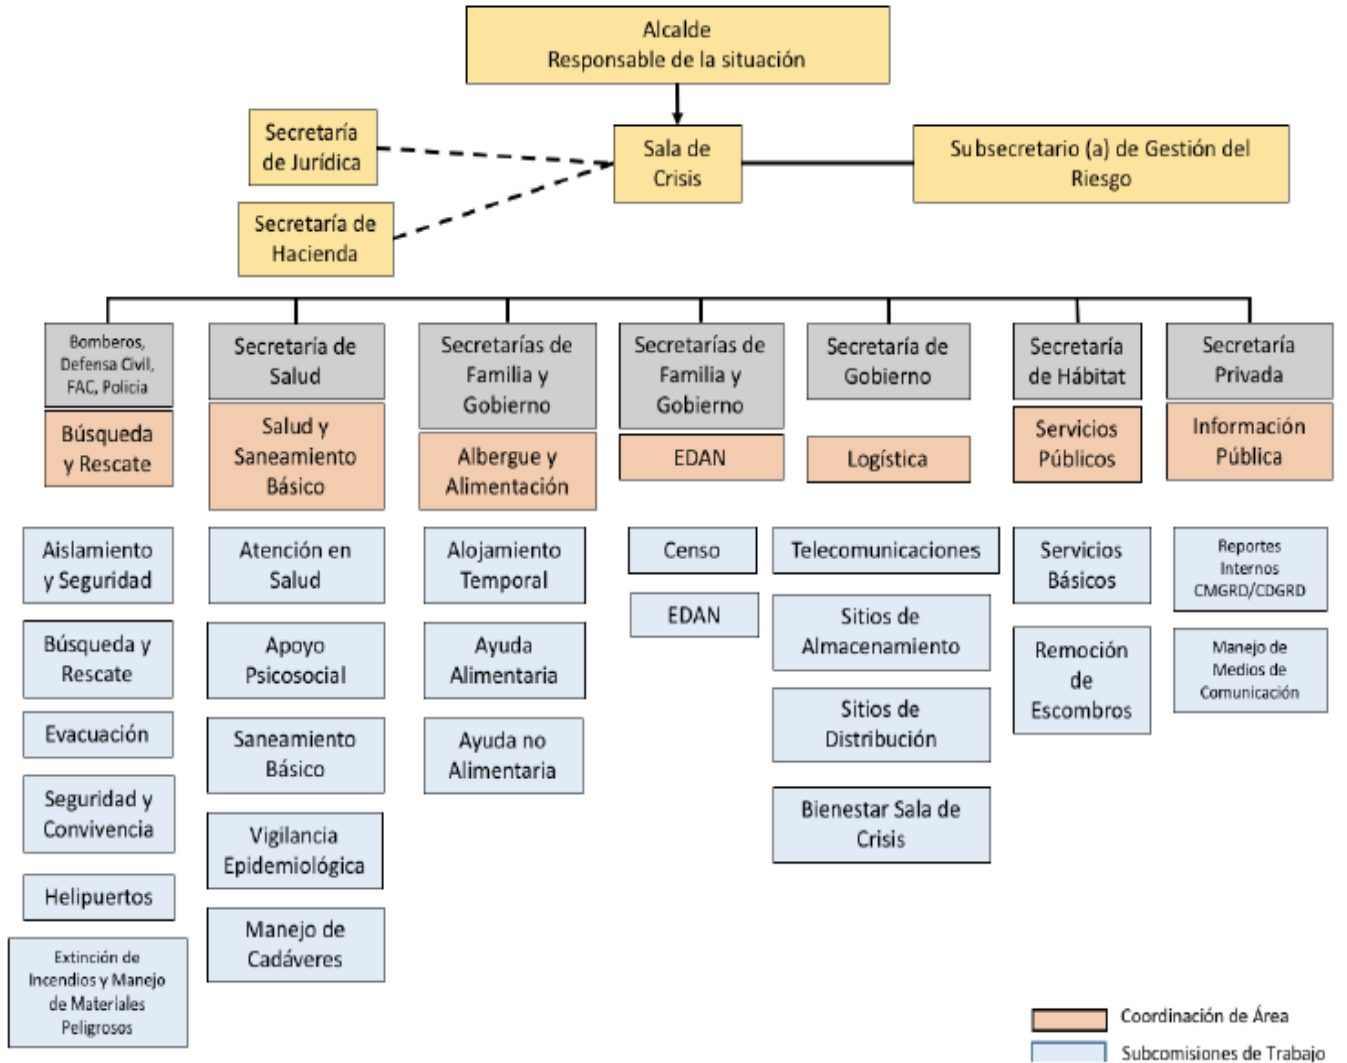 Alcalde
Responsable de la situación
Secretaría
de Jurídica
Sala de
Crisis
Subsecretario (a) de Gestión del
Riesgo
Secretaría de
Hacienda
Bomberos,
Defensa Civil,
FAC, Policia
Búsqueda
y Rescate
Aislamiento
y Seguridad
Búsqueda y
Rescate
Evacuación
Seguridad y
Convivencia
Helipuertos
Extinción de
Incendios y Manejo
de Materiales
Peligrosos
Secretaría de
Salud
Salud y
Saneamiento
Básico
Atención en
Salud
Apoyo
Psicosocial
Saneamiento
Básico
Vigilancia
Epidemiológica
Manejo de
Cadáveres
Secretarías de
Familia y
Gobierno
Albergue y
Alimentación
Alojamiento
Temporal
Ayuda
Alimentaria
Ayuda no
Alimentaria
Secretarías de
Familia y
Gobierno
EDAN
Censo
EDAN
Secretaría de
Gobierno
Logística
Telecomunicaciones
Sitios de
Almacenamiento
Sitios de
Distribución
Bienestar Sala de
Crisis
Secretaría
de Hábitat
Servicios
Públicos
Servicios
Básicos
Remoción
de
Escombros
Secretaría
Privada
Información
Pública
Reportes
Internos
CMGRD/CDGRD
Manejo de
Medios de
Comunicación
Coordinación de Área
Subcomisiones de Trabajo